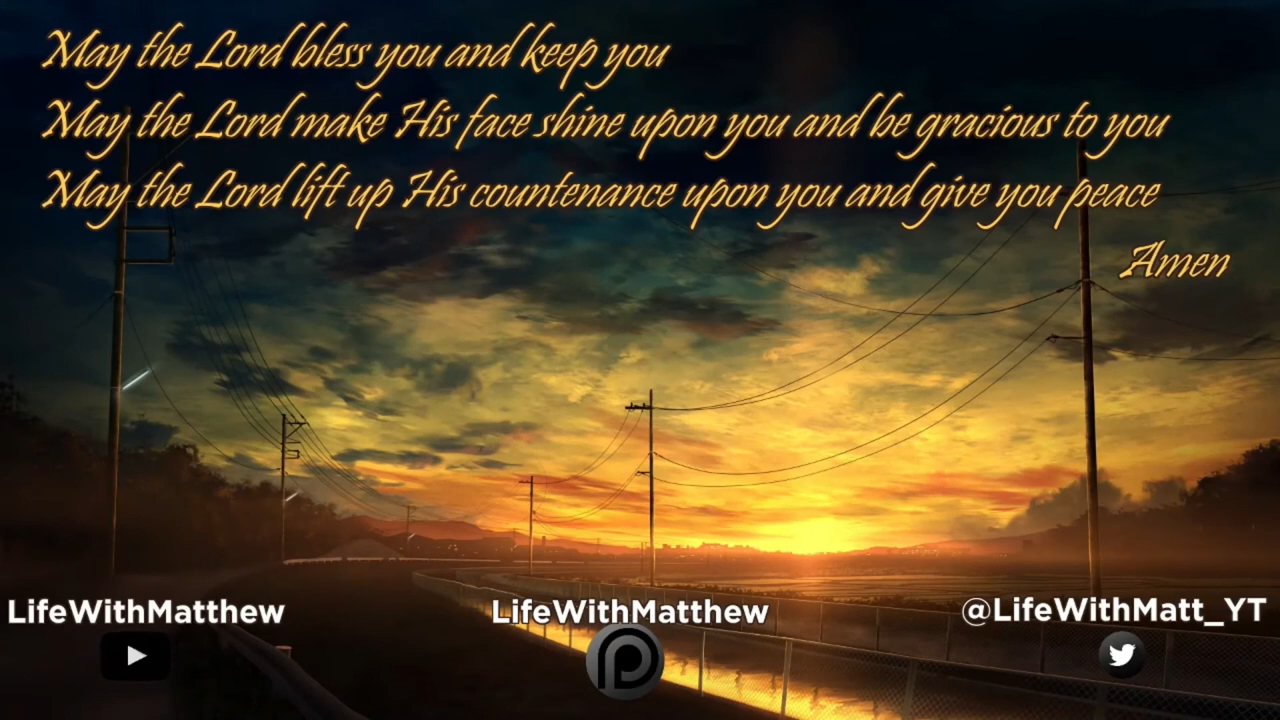 May the Lord bless you and keep you
May the Lord make His face shine upon you and be gracious to you
May the Lord lift up His countenance upon you and give you peace
Amen
LifeWithMatthew
LifeWithMatthew
@LifeWithMatt_YT